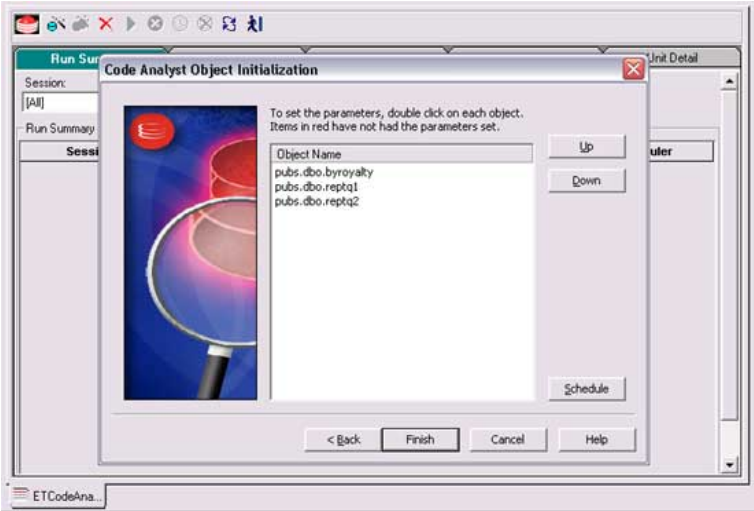 Run Sum
Unit Detail
Code Analyst Object Initialization
Session:
[All]
Run Summary
Sessi
uler
To set the parameters, double click on each object.
Items in red have not had the parameters set.
Object Name
pubs.dbo.byroyalty
pubs.dbo.reptq1
pubs.dbo.reptq2
Up
Down
Schedule
< Back
Finish
Cancel
Help
ETCodeAna...